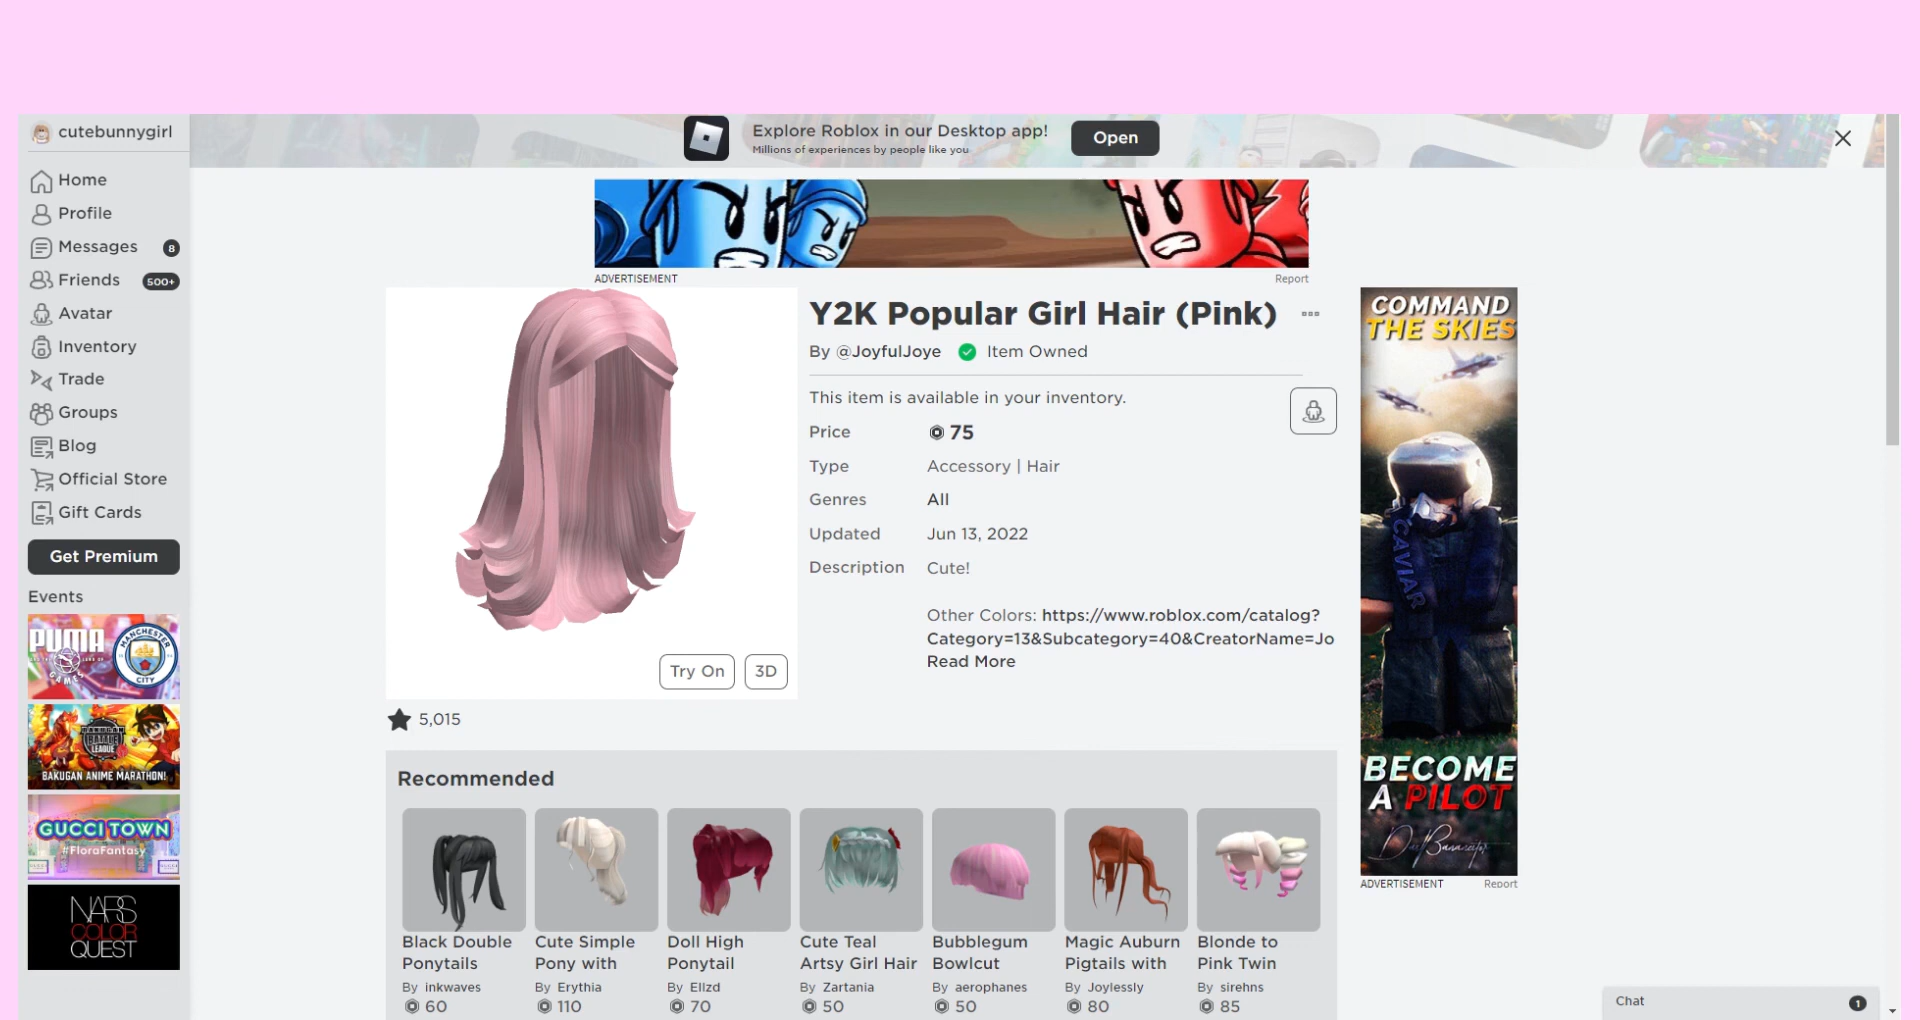 cutebunnygirl
Home
Profile
Messages 8
Friends 500+
Avatar
Inventory
Trade
Groups
Blog
Official Store
Gift Cards
Get Premium
Events
PUMA
GAMES
MANCHESTER
CITY
BAKUGAN
BATTLE
LEAGUE
BAKUGAN ANIME MARATHON!
GUCCI TOWN
#FloraFantasy
NARS
COLOR
QUEST
Explore Roblox in our Desktop app!
Millions of experiences by people like you
Open
ADVERTISEMENT Report
Y2K Popular Girl Hair (Pink)
By @JoyfulJoye Item Owned
This item is available in your inventory.
Price 75
Type Accessory | Hair
Genres All
Updated Jun 13, 2022
Description Cute!
Other Colors: https://www.roblox.com/catalog?
Category=13&Subcategory=40&CreatorName=Jo
Read More
Try On 3D
5,015
Recommended
Black Double
Ponytails
By inkwaves
60
Cute Simple
Pony with
By Erythia
110
Doll High
Ponytail
By Ellzd
70
Cute Teal
Artsy Girl Hair
By Zartania
50
Bubblegum
Bowlcut
By aerophanes
50
Magic Auburn
Pigtails with
By Joylessly
80
Blonde to
Pink Twin
By sirehns
85
COMMAND
THE SKIES
CAVIAR
BECOME
A PILOT
ADVERTISEMENT Report
Chat 1